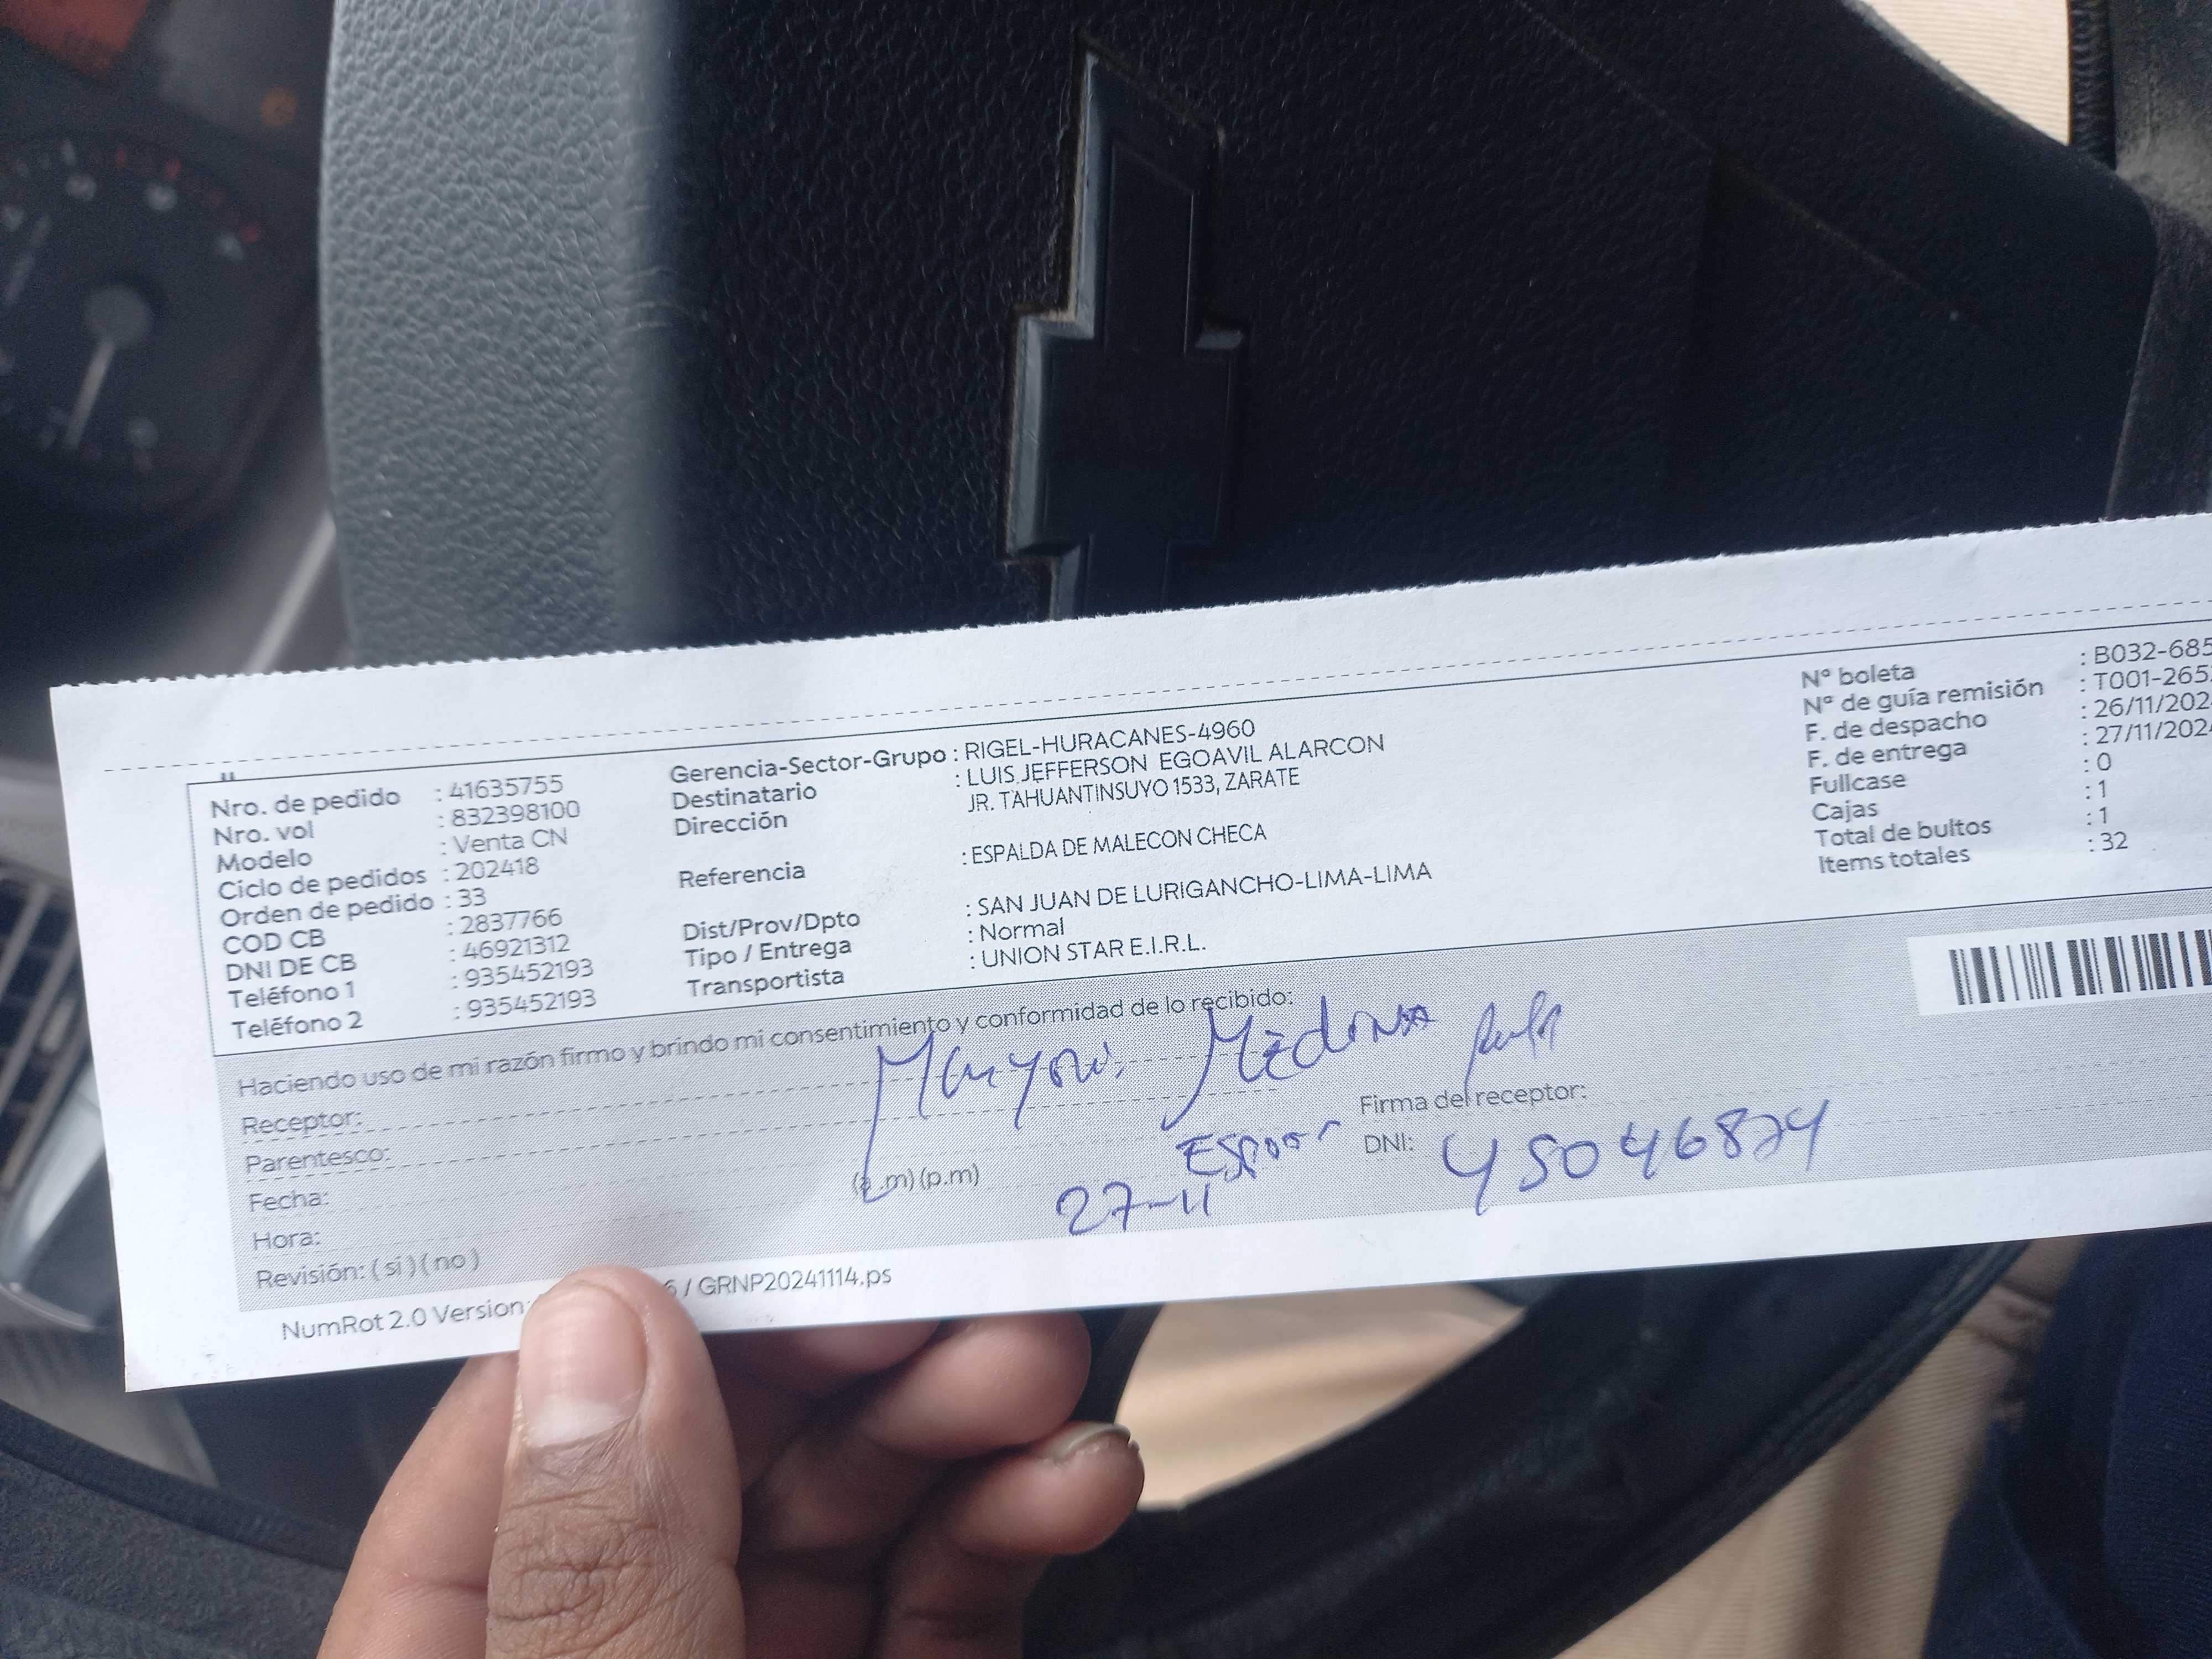 Nro. de pedido : 41635755
Nro. vol : 832398100
Modelo : Venta CN
Ciclo de pedidos : 202418
Orden de pedido : 33
COD CB : 2837766
DNI DE CB : 46921312
Teléfono 1 : 935452193
Teléfono 2 : 935452193
Gerencia-Sector-Grupo : RIGEL-HURACANES-4960
Destinatario : LUIS JEFFERSON EGOAVIL ALARCON
Dirección JR. TAHUANTINSUYO 1533, ZARATE
Referencia : ESPALDA DE MALECON CHECA
Dist/Prov/Dpto : SAN JUAN DE LURIGANCHO-LIMA-LIMA
Tipo / Entrega : Normal
Transportista : UNION STAR E.I.R.L.
Nº boleta : B032-685
Nº de guía remisión : T001-265
F. de despacho : 26/11/202
F. de entrega : 27/11/202
Fullcase : 0
Cajas : 1
Total de bultos : 1
Items totales : 32
Haciendo uso de mi razón firmo y brindo mi consentimiento y conformidad de lo recibido:
Receptor: Medina
Parentesco:
Fecha: 27-11
Hora: (a.m)(p.m)
Revisión: (si)(no)
Firma del receptor:
DNI:
NumRot 2.0 Version: 6 / GRNP20241114.ps